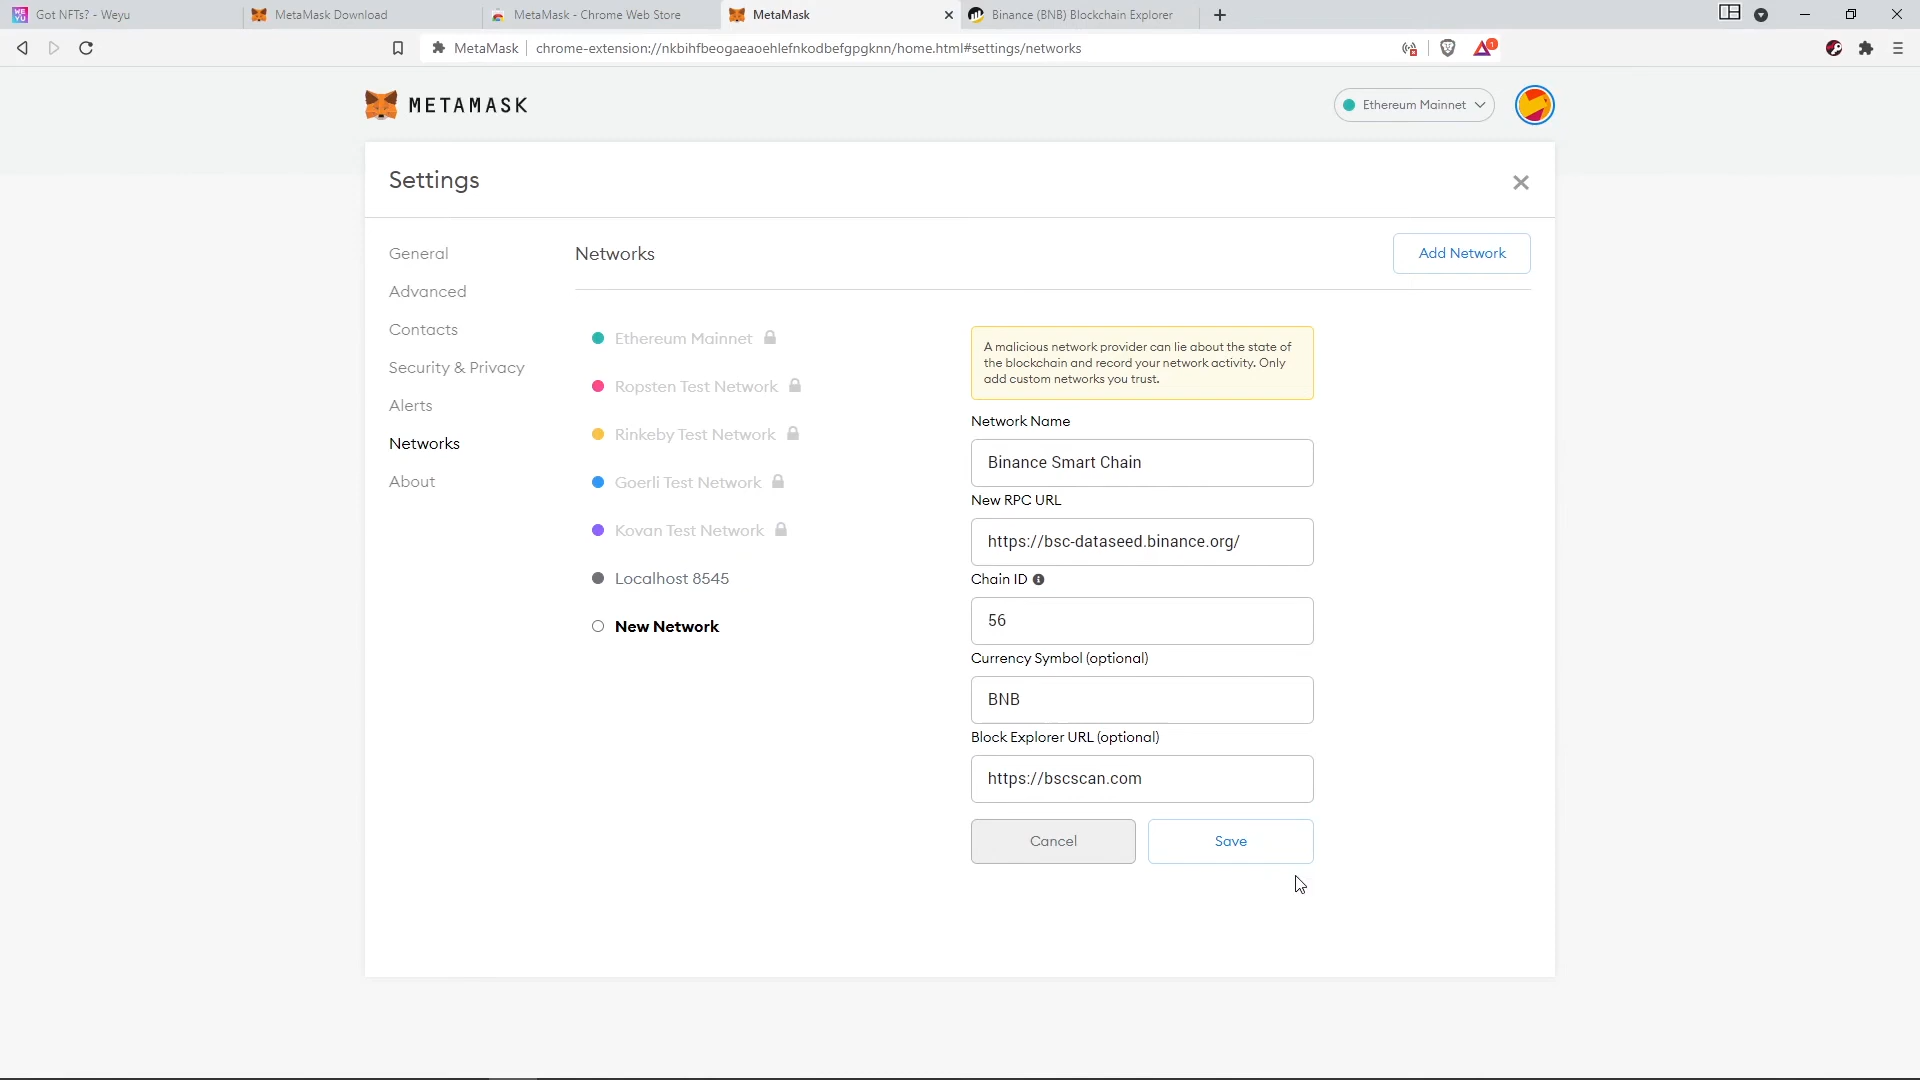 Got NFTs? - Weyu
MetaMask Download
MetaMask - Chrome Web Store
MetaMask
Binance (BNB) Blockchain Explorer
MetaMask
chrome-extension://nkbihfbeogaeaoehlefnkodbefgpgknn/home.html#settings/networks
1
METAMASK
Ethereum Mainnet
Settings
General
Advanced
Contacts
Security & Privacy
Alerts
Networks
About
Networks
Add Network
Ethereum Mainnet
Ropsten Test Network
Rinkeby Test Network
Goerli Test Network
Kovan Test Network
Localhost 8545
New Network
A malicious network provider can lie about the state of
the blockchain and record your network activity. Only
add custom networks you trust.
Network Name
Binance Smart Chain
New RPC URL
https://bsc-dataseed.binance.org/
Chain ID
56
Currency Symbol (optional)
BNB
Block Explorer URL (optional)
https://bscscan.com
Cancel
Save